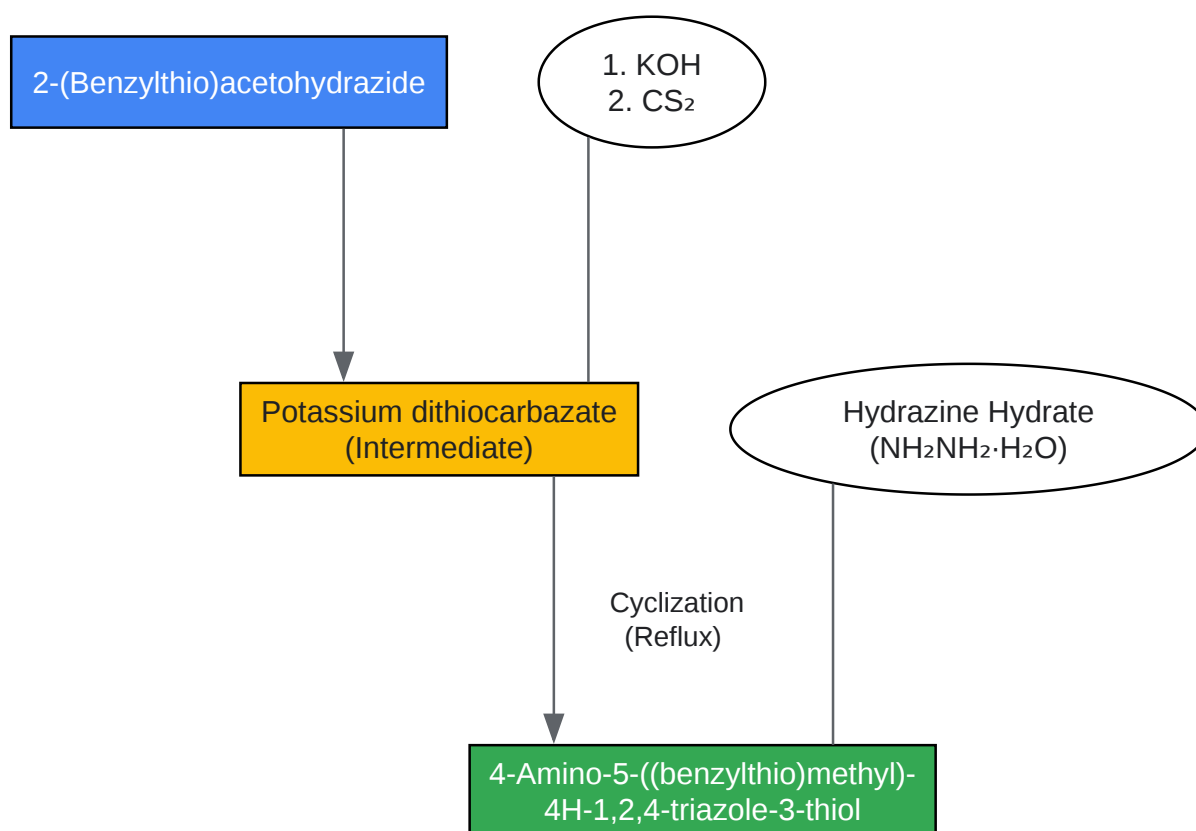 2-(Benzylthio)acetohydrazide
1. KOH
2. CS₂
Potassium dithiocarbazate
(Intermediate)
Hydrazine Hydrate
(NH₂NH₂·H₂O)
Cyclization
(Reflux)
4-Amino-5-((benzylthio)methyl)-
4H-1,2,4-triazole-3-thiol